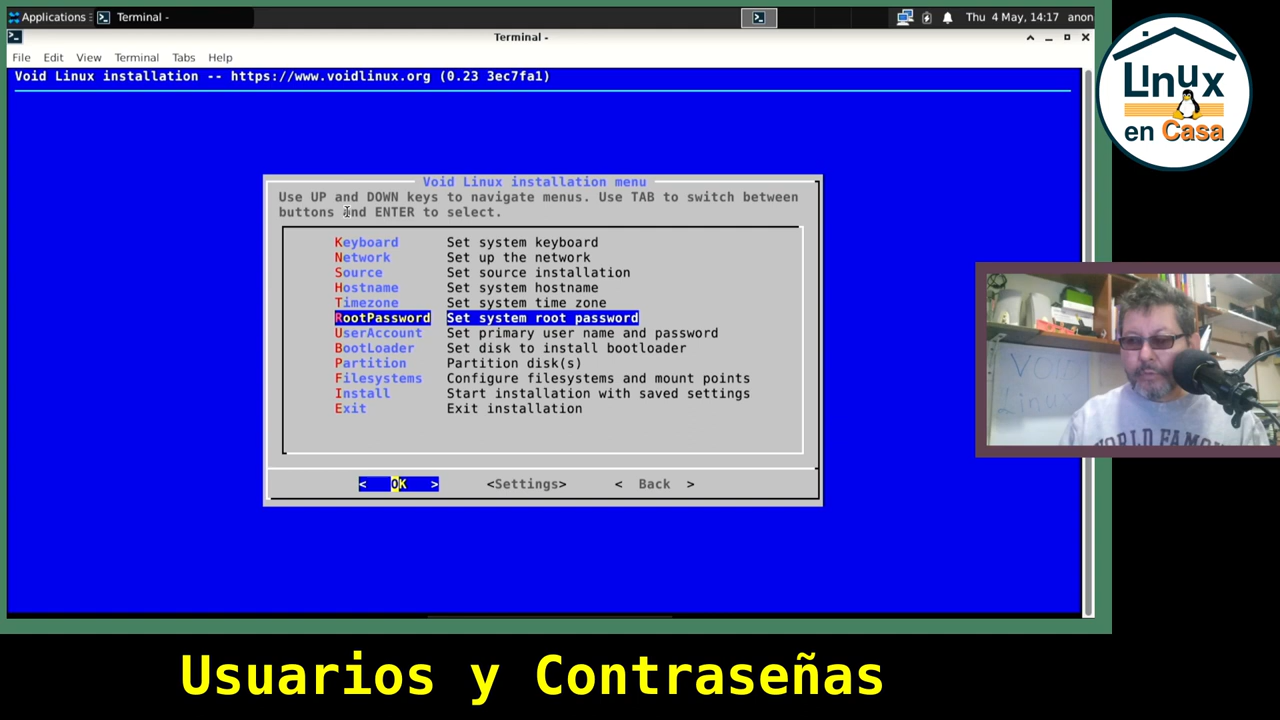 Applications
Terminal -
Thu 4 May, 14:17 anon
Terminal -
File Edit View Terminal Tabs Help
Void Linux installation -- https://www.voidlinux.org (0.23 3ec7fa1)
Void Linux installation menu
Use UP and DOWN keys to navigate menus. Use TAB to switch between
buttons and ENTER to select.
Keyboard Set system keyboard
Network Set up the network
Source Set source installation
Hostname Set system hostname
Timezone Set system time zone
RootPassword Set system root password
UserAccount Set primary user name and password
BootLoader Set disk to install bootloader
Partition Partition disk(s)
Filesystems Configure filesystems and mount points
Install Start installation with saved settings
Exit Exit installation
< OK > <Settings> < Back >
LInux
en Casa
VOID
Linux
WORLD FAMOU
Usuarios y Contraseñas